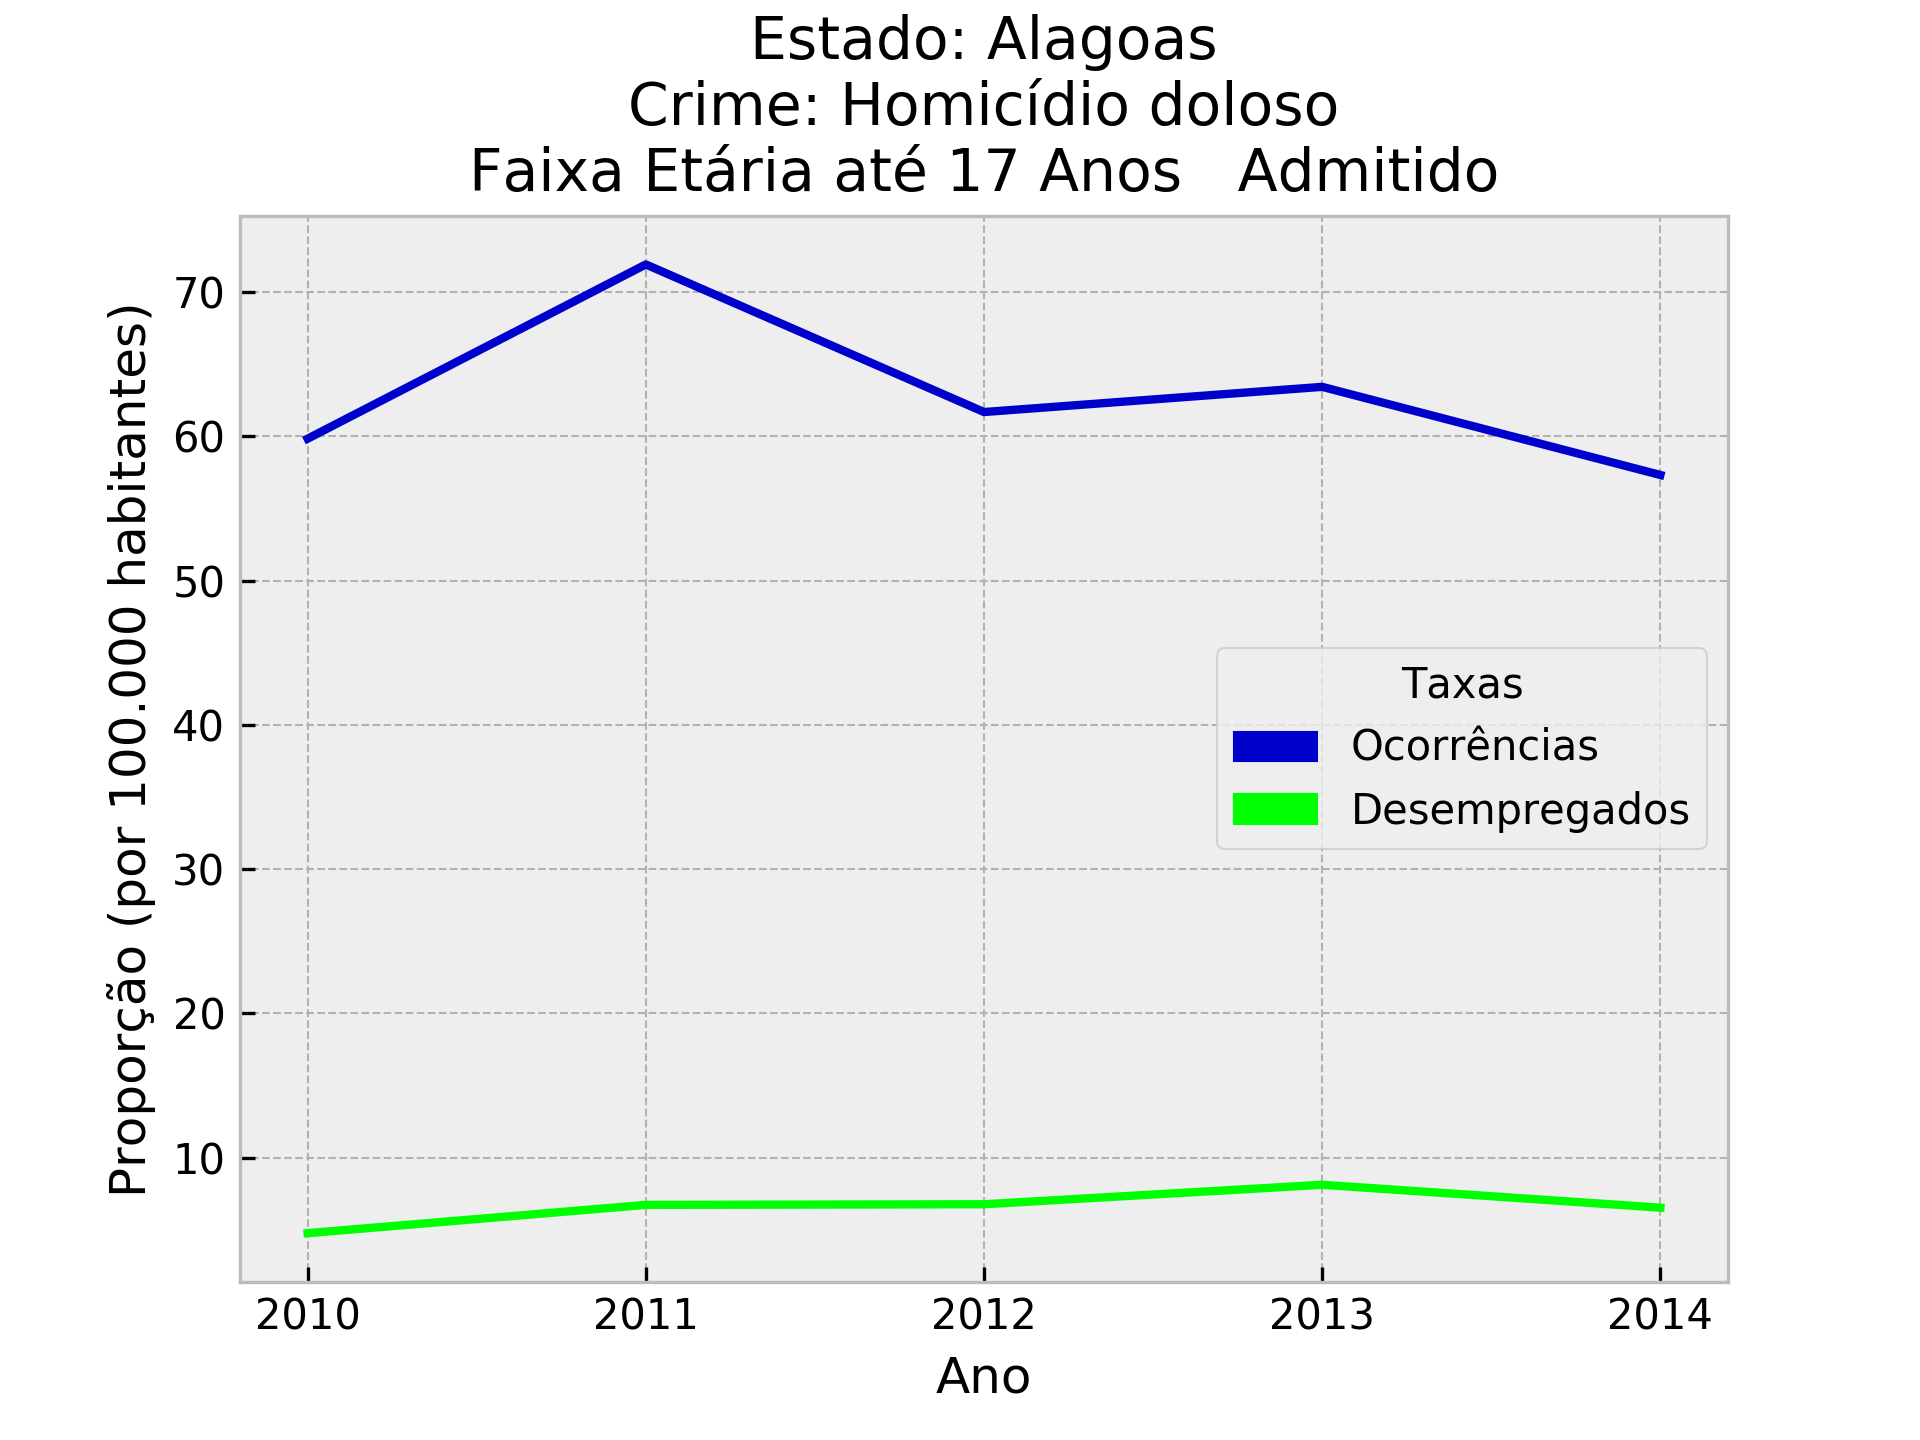 Estado: Alagoas
Crime: Homicídio doloso
Faixa Etária até 17 Anos   Admitido
Proporção (por 100.000 habitantes)
70
60
50
40
30
20
10
Taxas
Ocorrências
Desempregados
2010
2011
2012
2013
2014
Ano